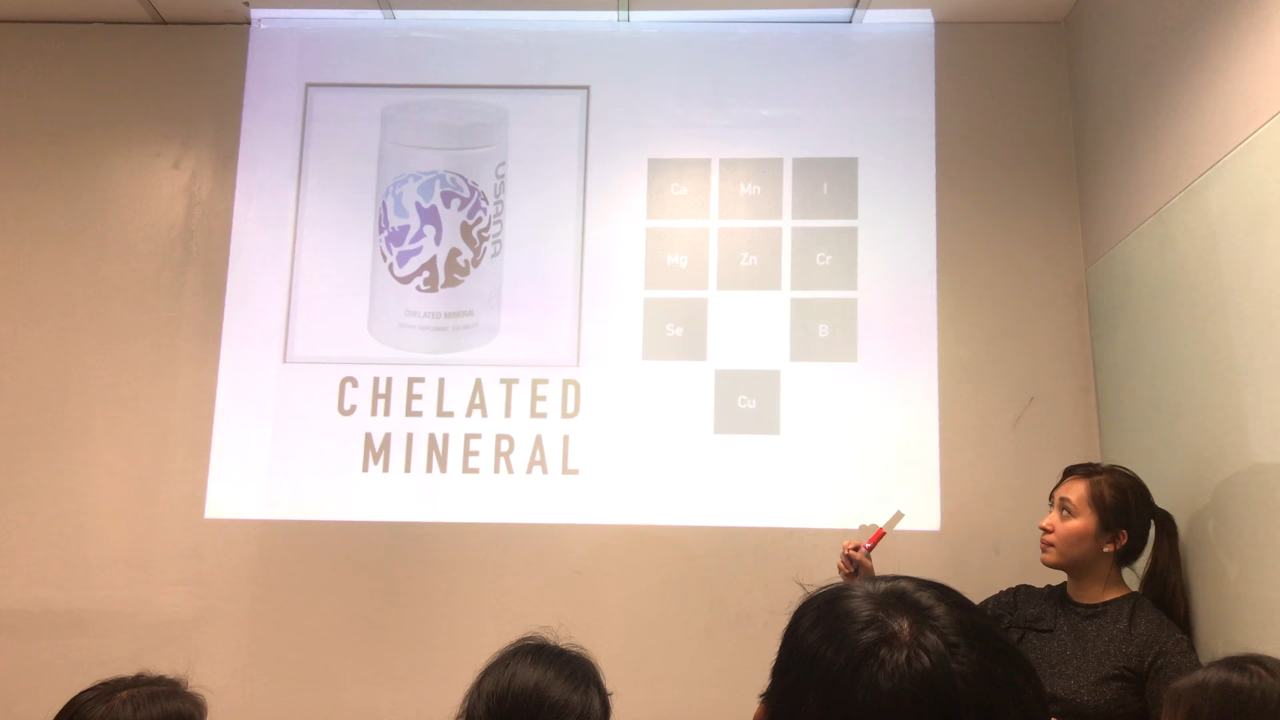 USANA
CHELATED MINERAL
CHELATED
MINERAL
Ca Mn I
Mg Zn Cr
Se B
Cu